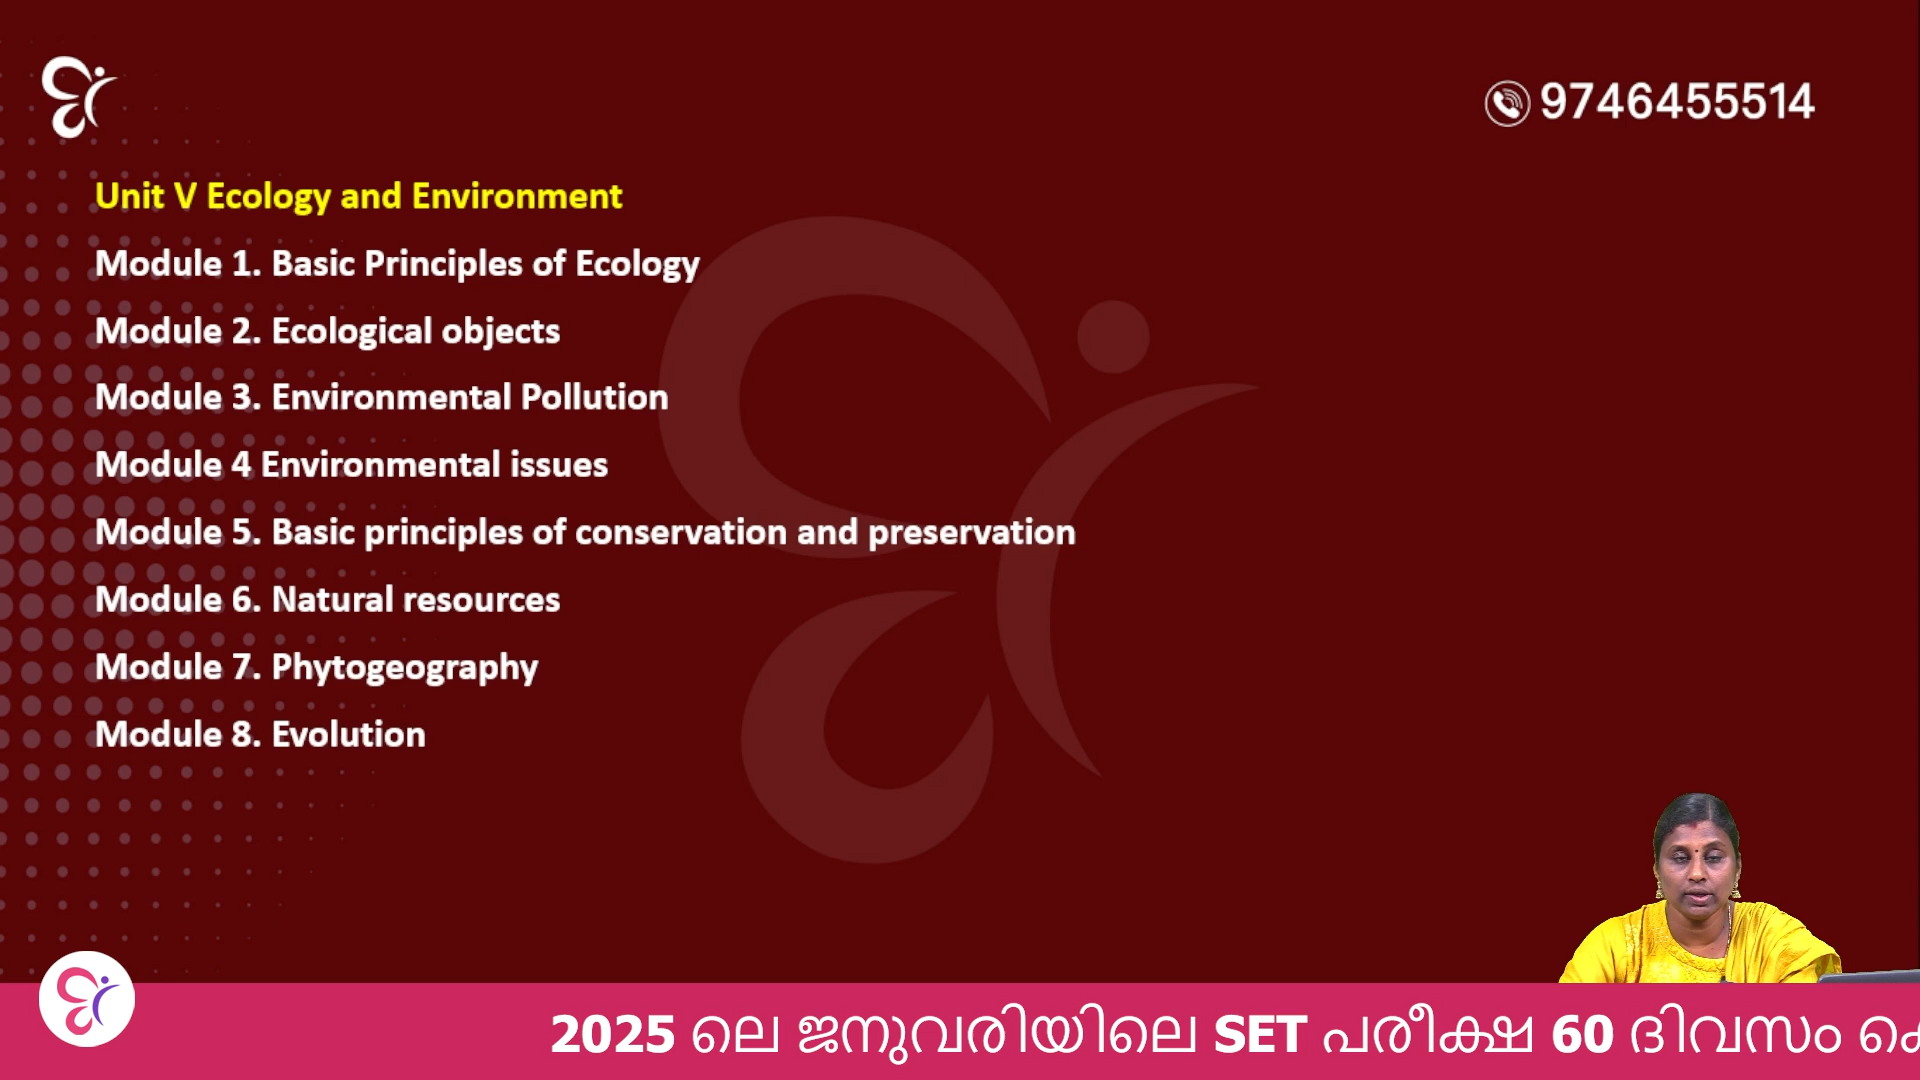 9746455514
Unit V Ecology and Environment
Module 1. Basic Principles of Ecology
Module 2. Ecological objects
Module 3. Environmental Pollution
Module 4 Environmental issues
Module 5. Basic principles of conservation and preservation
Module 6. Natural resources
Module 7. Phytogeography
Module 8. Evolution
2025 ലെ ജനുവരിയിലെ SET പരീക്ഷ 60 ദിവസം